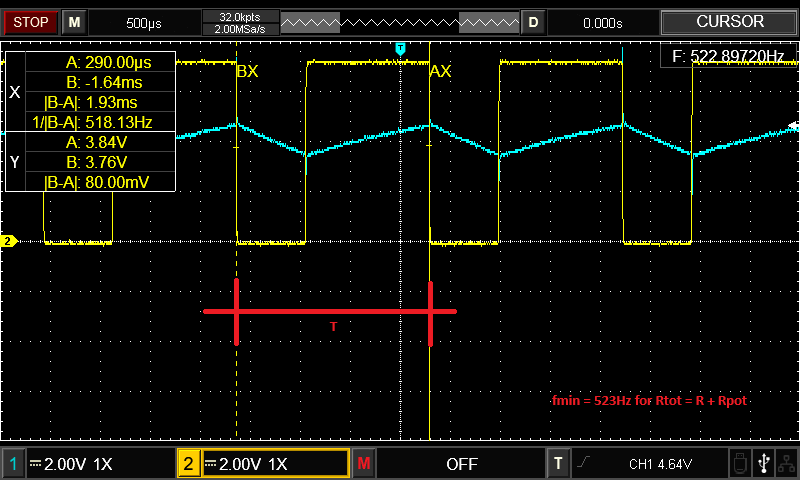 STOP M 500µs 32.0kpts D 0.000s CURSOR
2.00MSa/s
T
F: 522.89720Hz
X A: 290.00µs BX AX
B: -1.64ms
|B-A|: 1.93ms
1/|B-A|: 518.13Hz
Y A: 3.84V
B: 3.76V
|B-A|: 80.00mV
2
T
fmin = 523Hz for Rtot = R + Rpot
1 2.00V 1X 2 2.00V 1X M OFF T CH1 4.64V